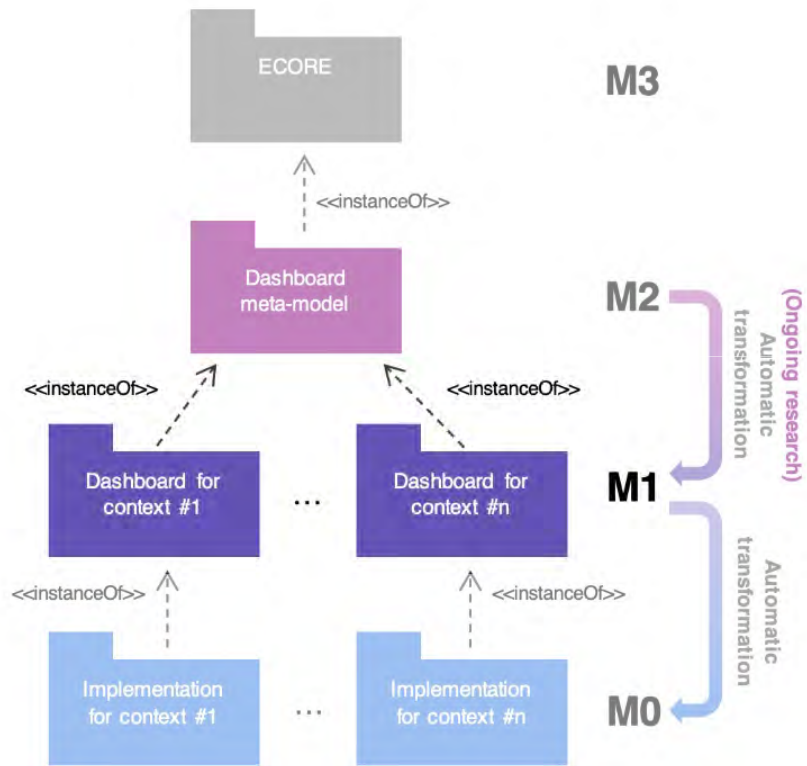 ECORE
M3
<<instanceOf>>
Dashboard
meta-model
M2
(Ongoing research)
Automatic
transformation
<<instanceOf>>
<<instanceOf>>
Dashboard for
context #1
...
Dashboard for
context #n
M1
<<instanceOf>>
<<instanceOf>>
Automatic
transformation
Implementation
for context #1
...
Implementation
for context #n
M0